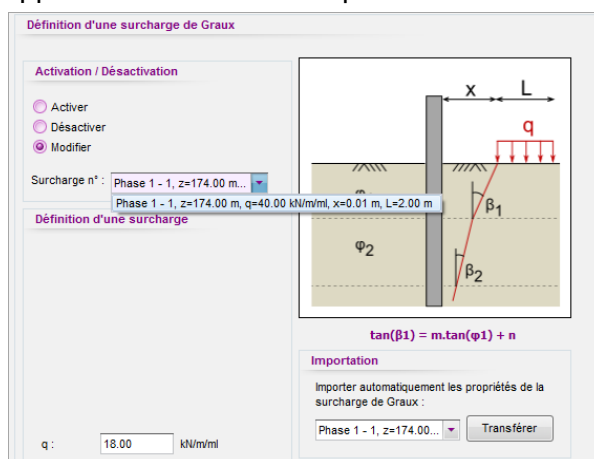 Définition d'une surcharge de Graux
Activation / Désactivation
Activer
Désactiver
Modifier
Surcharge n° : Phase 1 - 1, z=174.00 m...
Phase 1 - 1, z=174.00 m, q=40.00 kN/m/ml, x=0.01 m, L=2.00 m
Définition d'une surcharge
q : 18.00 kN/m/ml
x L
q
β1
φ2
β2
tan(β1) = m.tan(φ1) + n
Importation
Importer automatiquement les propriétés de la
surcharge de Graux :
Phase 1 - 1, z=174.00... Transférer